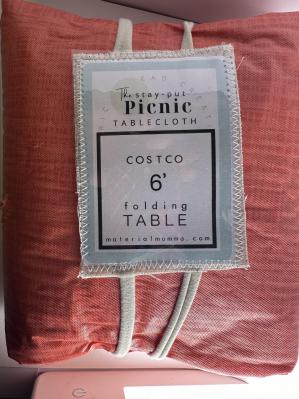 The stay-put
Picnic
TABLECLOTH
COSTCO
6'
folding
TABLE
materialmumma.com